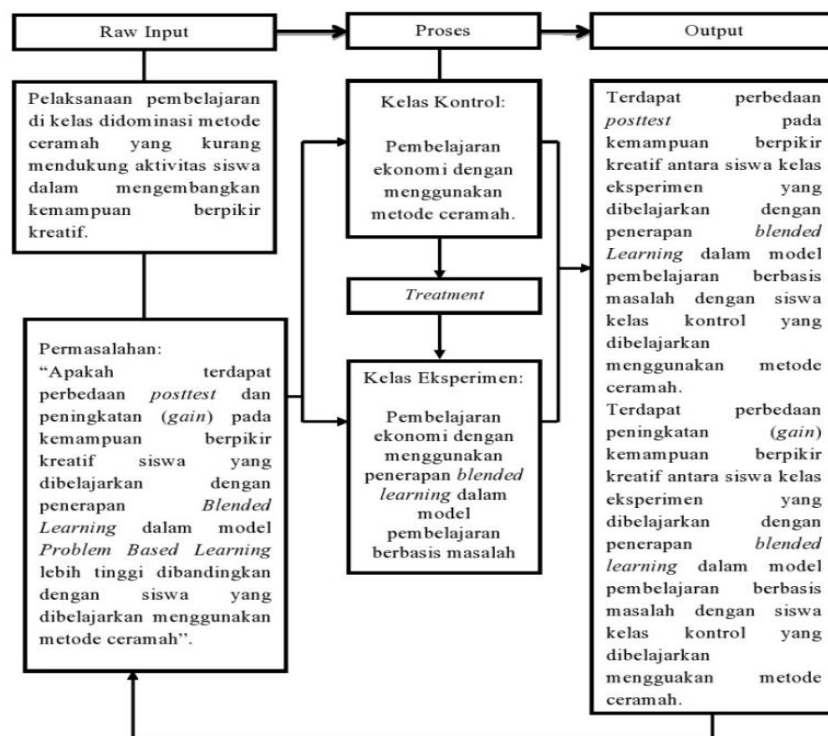 Raw Input
Proses
Output
Pelaksanaan pembelajaran
di kelas didominasi metode
ceramah yang kurang
mendukung aktivitas siswa
dalam mengembangkan
kemampuan berpikir
kreatif.
Permasalahan:
“Apakah terdapat
perbedaan posttest dan
peningkatan (gain) pada
kemampuan berpikir
kreatif siswa yang
dibelajarkan dengan
penerapan Blended
Learning dalam model
Problem Based Learning
lebih tinggi dibandingkan
dengan siswa yang
dibelajarkan menggunakan
metode ceramah”.
Kelas Kontrol:
Pembelajaran
ekonomi dengan
menggunakan
metode ceramah.
Treatment
Kelas Eksperimen:
Pembelajaran
ekonomi dengan
menggunakan
penerapan blended
learning dalam
model
pembelajaran
berbasis masalah
Terdapat perbedaan
posttest pada
kemampuan berpikir
kreatif antara siswa kelas
eksperimen yang
dibelajarkan dengan
penerapan blended
Learning dalam model
pembelajaran berbasis
masalah dengan siswa
kelas kontrol yang
dibelajarkan
menggunakan metode
ceramah.
Terdapat perbedaan
peningkatan (gain)
kemampuan berpikir
kreatif antara siswa kelas
eksperimen yang
dibelajarkan dengan
penerapan blended
learning dalam model
pembelajaran berbasis
masalah dengan siswa
kelas kontrol yang
dibelajarkan
mengguakan metode
ceramah.